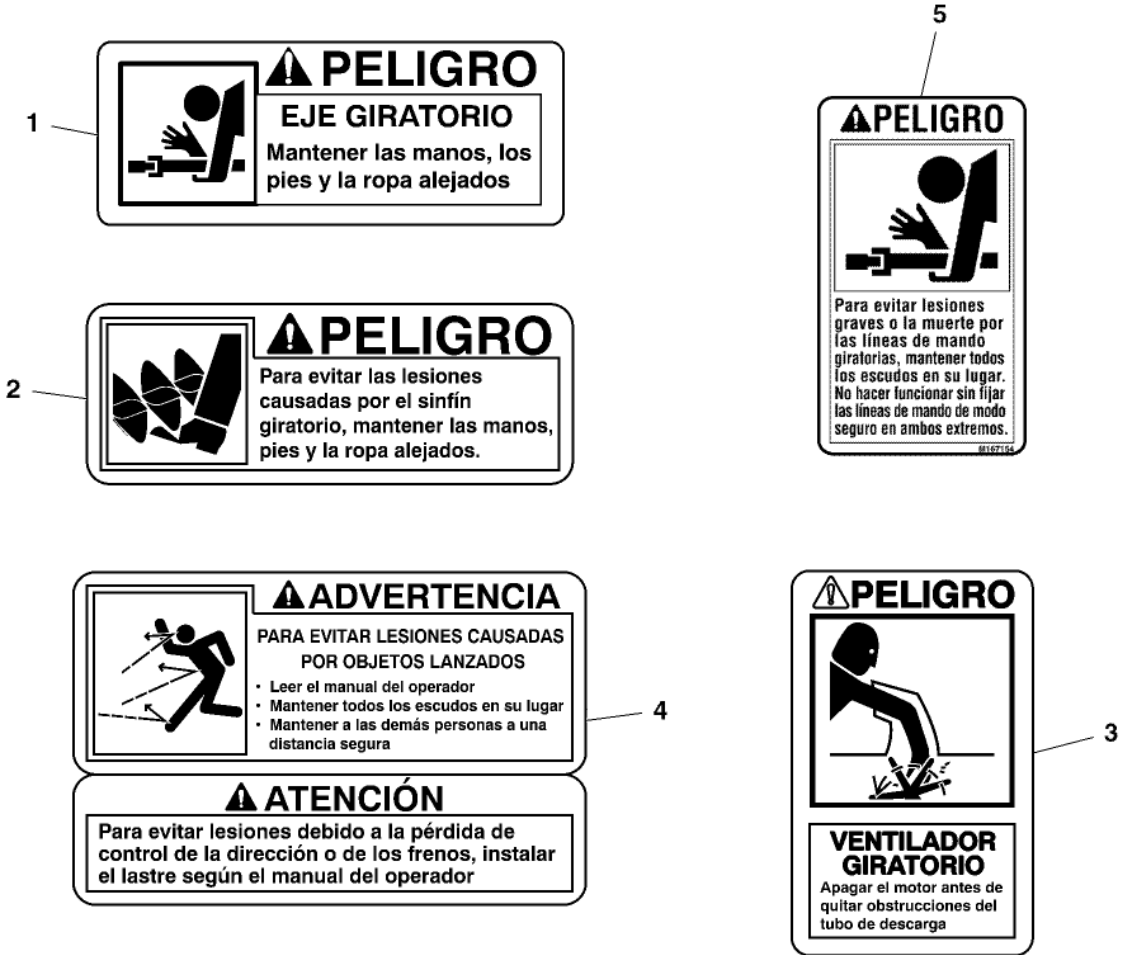 1
PELIGRO
EJE GIRATORIO
Mantener las manos, los
pies y la ropa alejados
2
PELIGRO
Para evitar las lesiones
causadas por el sinfín
giratorio, mantener las manos,
pies y la ropa alejados.
ADVERTENCIA
PARA EVITAR LESIONES CAUSADAS
POR OBJETOS LANZADOS
• Leer el manual del operador
• Mantener todos los escudos en su lugar
• Mantener a las demás personas a una
distancia segura
4
ATENCIÓN
Para evitar lesiones debido a la pérdida de
control de la dirección o de los frenos, instalar
el lastre según el manual del operador
5
PELIGRO
Para evitar lesiones
graves o la muerte por
las líneas de mando
giratorias, mantener todos
los escudos en su lugar.
No hacer funcionar sin fijar
las líneas de mando de modo
seguro en ambos extremos.
M167154
PELIGRO
3
VENTILADOR
GIRATORIO
Apagar el motor antes de
quitar obstrucciones del
tubo de descarga